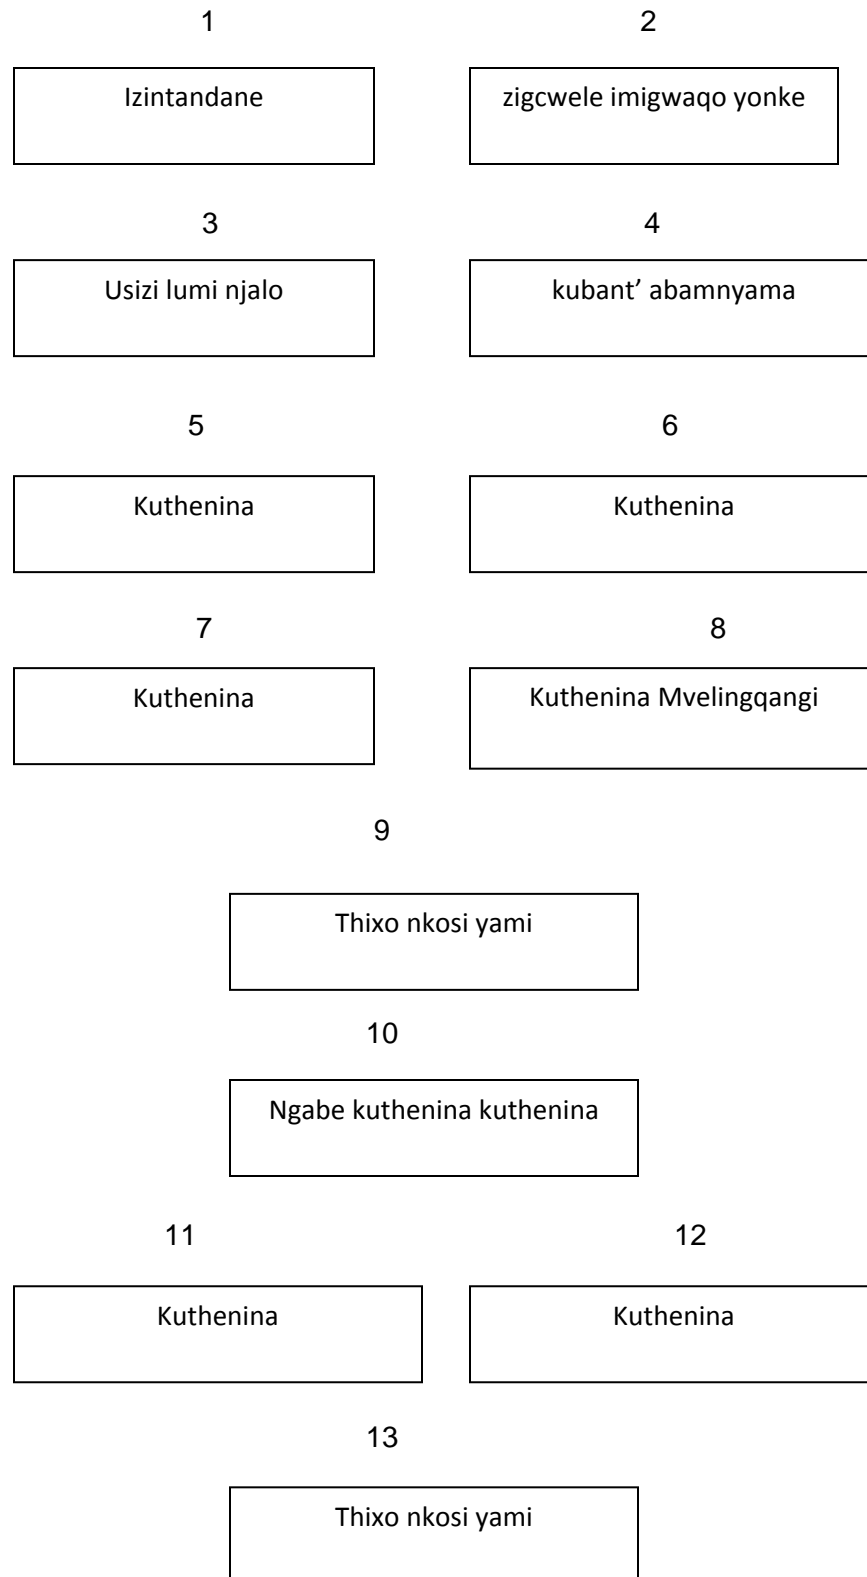 1 2
Izintandane zigcwele imigwaqo yonke
3 4
Usizi lumi njalo kubant’ abamnyama
5 6
Kuthenina Kuthenina
7 8
Kuthenina Kuthenina Mvelingqangi
9
Thixo nkosi yami
10
Ngabe kuthenina kuthenina
11 12
Kuthenina Kuthenina
13
Thixo nkosi yami